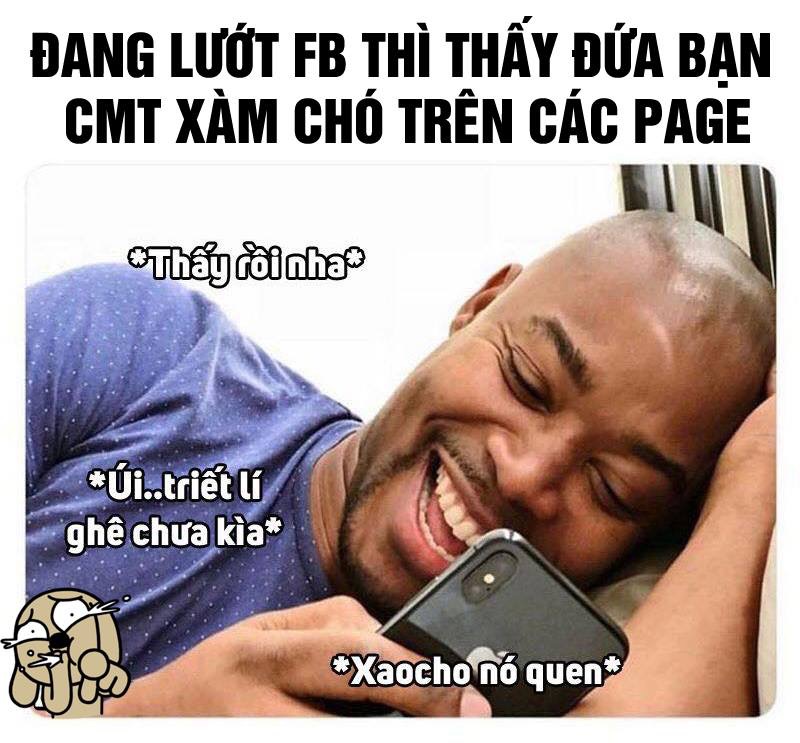 ĐANG LƯỚT FB THÌ THẤY ĐỨA BẠN
CMT XÀM CHÓ TRÊN CÁC PAGE
*Thấy rồi nha*
*Úi..triết lí
ghê chưa kìa*
*Xaocho nó quen*